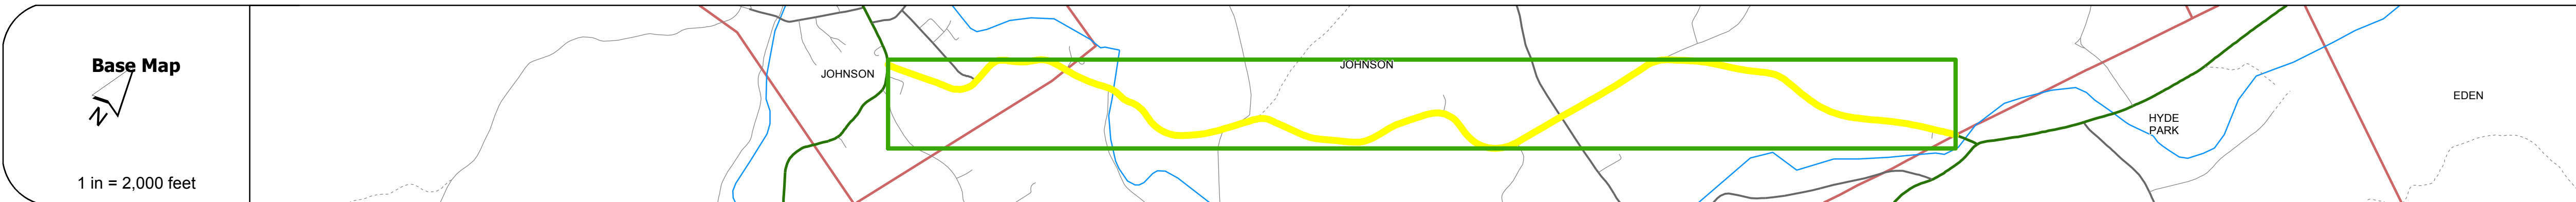 Base Map
N
1 in = 2,000 feet
JOHNSON
JOHNSON
HYDE
PARK
EDEN